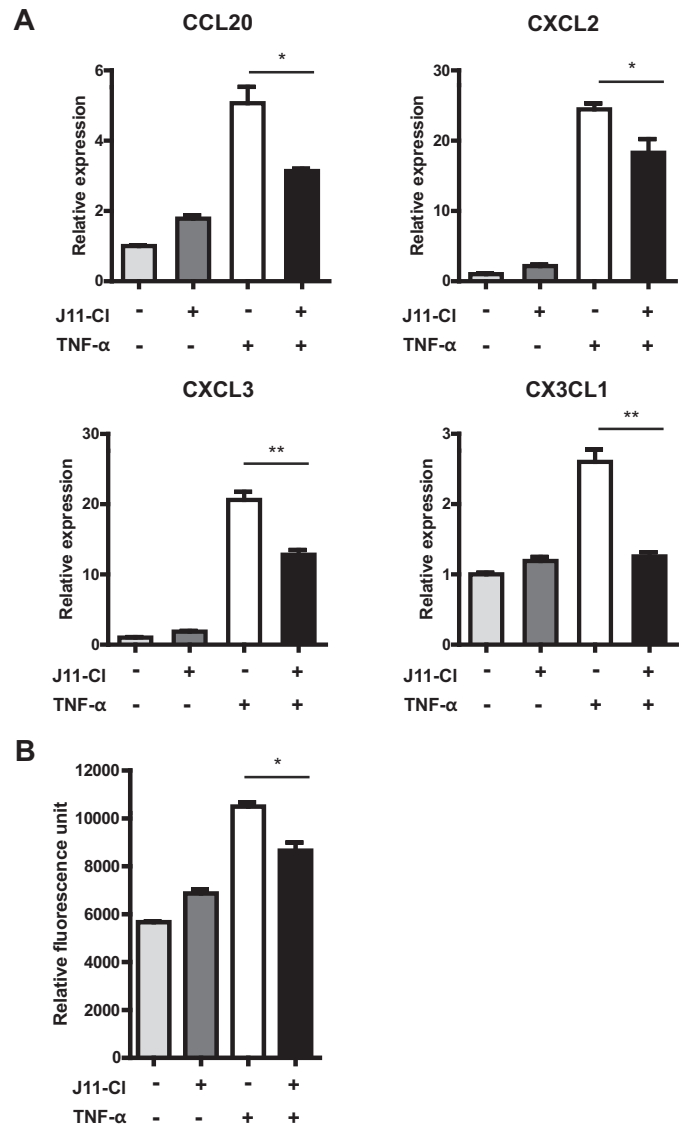 A
CCL20
Relative expression
6
4
2
0
*
J11-Cl - + - +
TNF-α - - + +
CXCL2
Relative expression
30
20
10
0
*
J11-Cl - + - +
TNF-α - - + +
CXCL3
Relative expression
30
20
10
0
**
J11-Cl - + - +
TNF-α - - + +
CX3CL1
Relative expression
3
2
1
0
**
J11-Cl - + - +
TNF-α - - + +
B
Relative fluorescence unit
12000
10000
8000
6000
4000
2000
0
*
J11-Cl - + - +
TNF-α - - + +